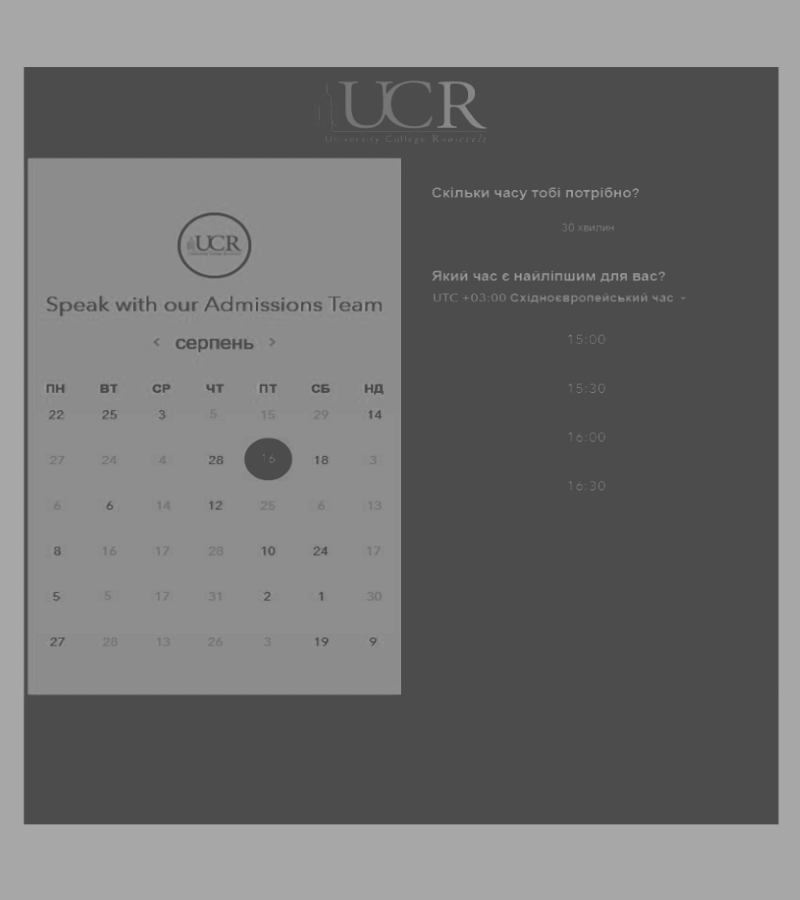 UCR
University College Roosevelt
UCR
Speak with our Admissions Team
‹ серпень ›
ПН ВТ СР ЧТ ПТ СБ НД
22 25 3 5 15 29 14
27 24 4 28 16 18 3
6 6 14 12 25 6 13
8 16 17 28 10 24 17
5 5 17 31 2 1 30
27 28 13 26 3 19 9
Скільки часу тобі потрібно?
30 хвилин
Який час є найліпшим для вас?
UTC +03:00 Східноєвропейський час
15:00
15:30
16:00
16:30